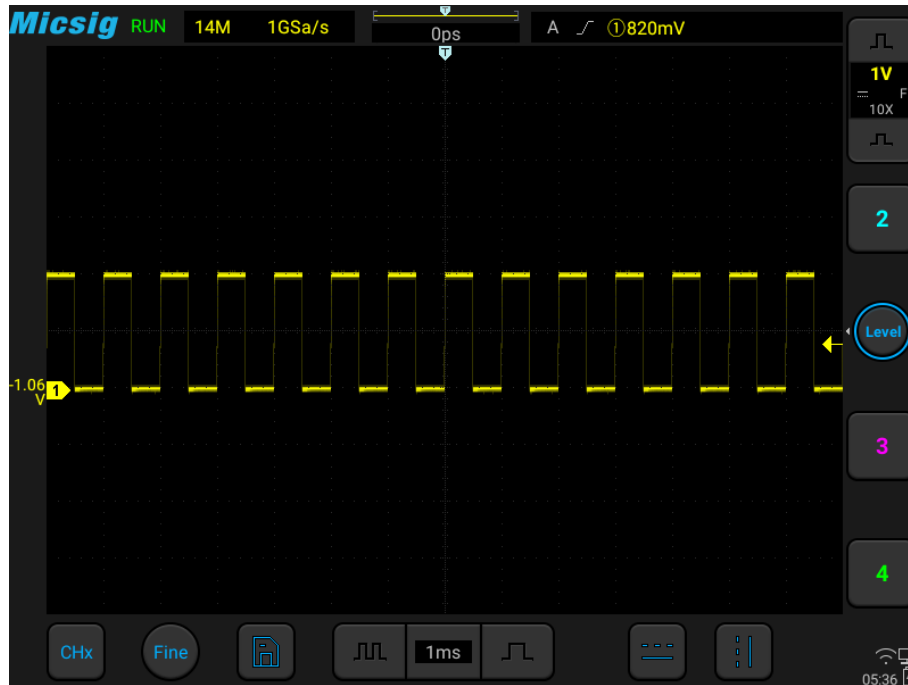 Micsig RUN 14M 1GSa/s 0ps A ①820mV
T
T
1V
F
10X
2
Level
-1.06
V
1
3
4
CHx Fine 1ms
05:36